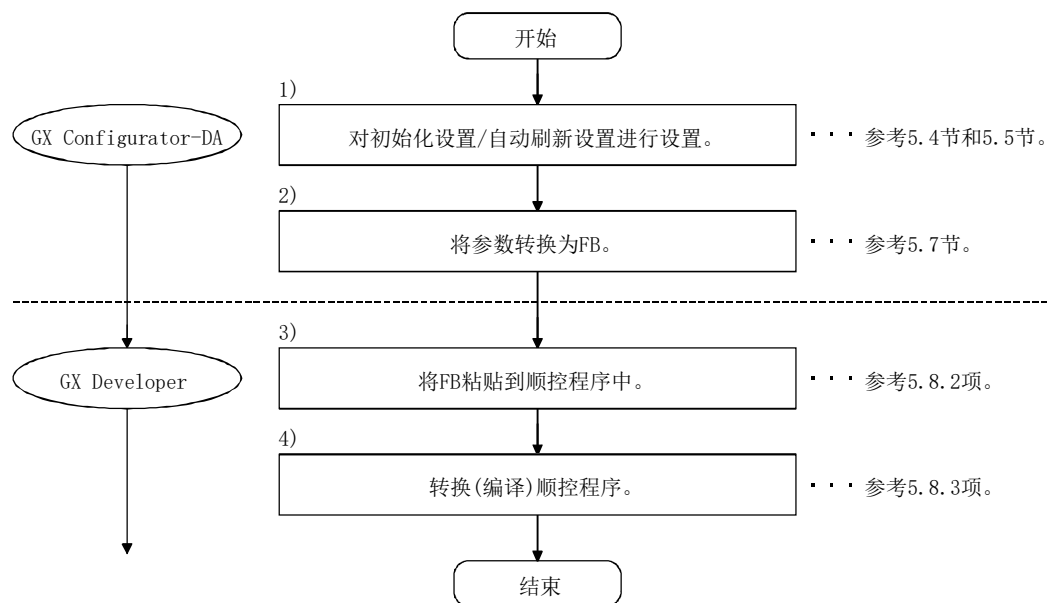 开始
1)
GX Configurator-DA
对初始化设置/自动刷新设置进行设置。
··· 参考5.4节和5.5节。
2)
将参数转换为FB。
··· 参考5.7节。
3)
GX Developer
将FB粘贴到顺控程序中。
··· 参考5.8.2项。
4)
转换(编译)顺控程序。
··· 参考5.8.3项。
结束